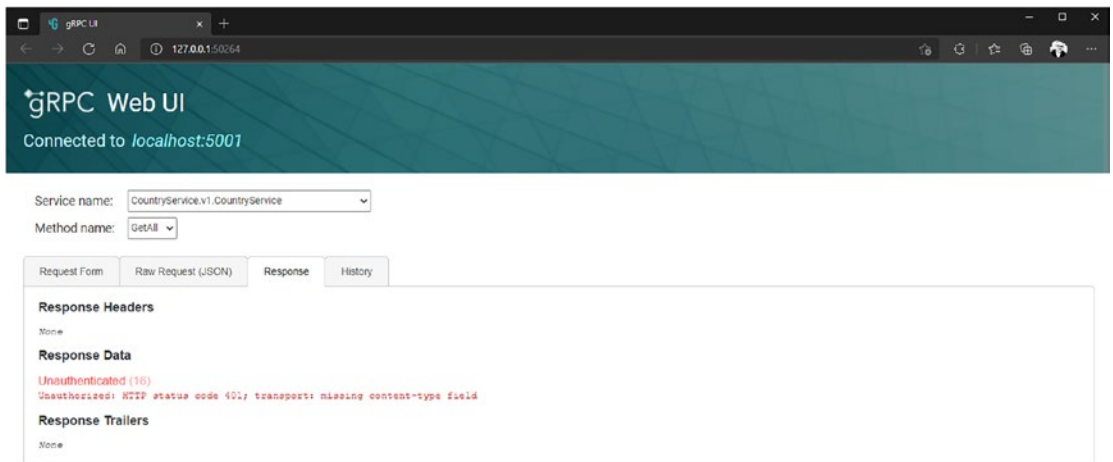 gRPC UI
127.0.0.1:50264
gRPC Web UI
Connected to localhost:5001
Service name: CountryService.v1.CountryService
Method name: GetAll
Request Form Raw Request (JSON) Response History
Response Headers
None
Response Data
Unauthenticated (16)
Unauthorized: HTTP status code 401; transport: missing content-type field
Response Trailers
None